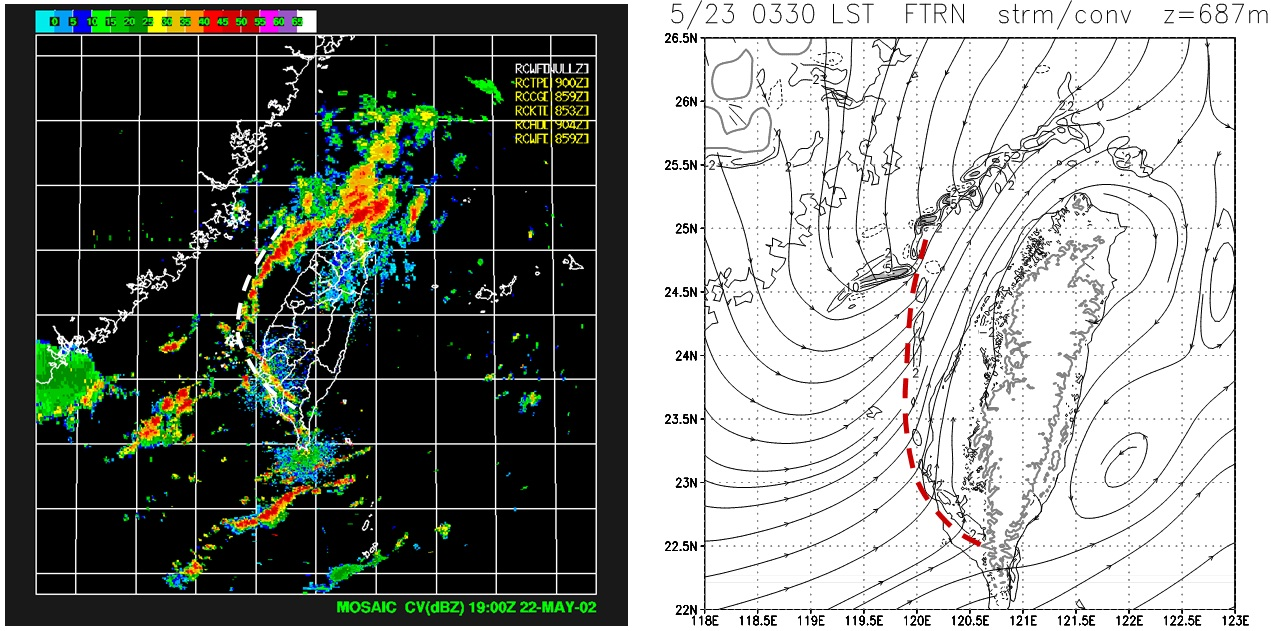 0 5 10 15 20 25 30 35 40 45 50 55 60 65
RCWF[NULLZ]
RCTP[ 900Z]
RCCG[ 859Z]
RCKT[ 853Z]
904Z]
RCWF[ 859Z]
MOSAIC CV(dBZ) 19:00Z 22-MAY-02
5/23 0330 LST FTRN strm/conv z=687m
26.5N
26N
25.5N
25N
24.5N
24N
23.5N
23N
22.5N
22N
118E 118.5E 119E 119.5E 120E 120.5E 121E 121.5E 122E 122.5E 123E